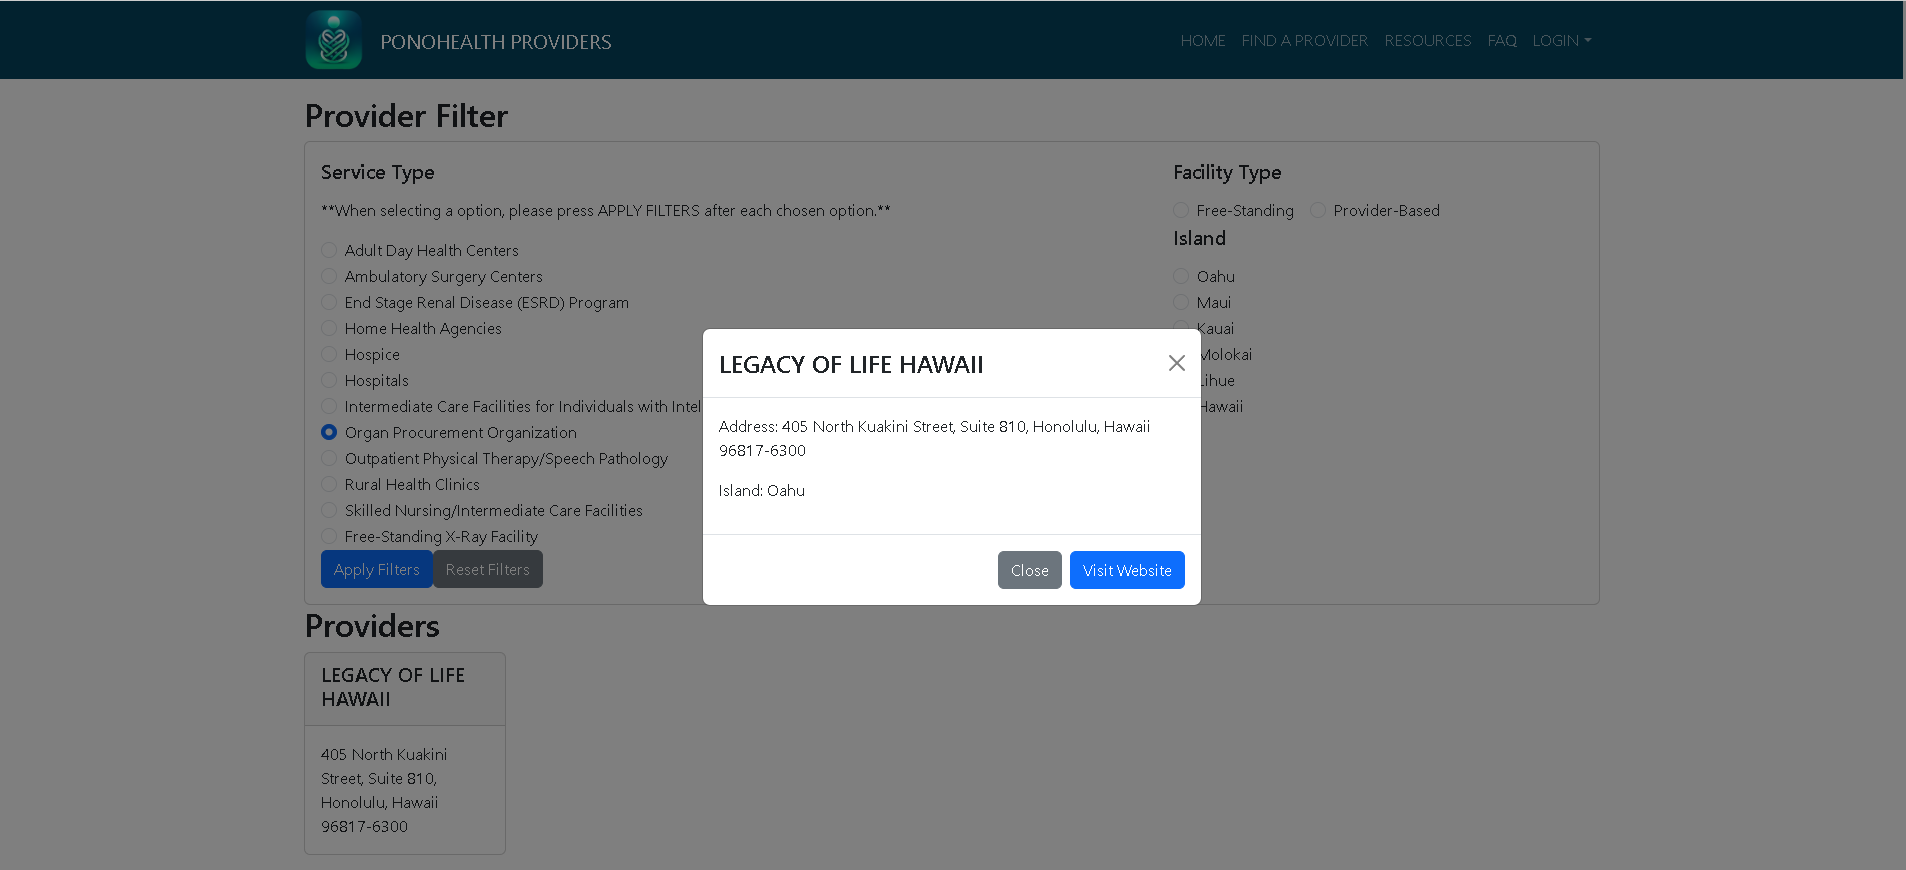 PONOHEALTH PROVIDERS
HOME FIND A PROVIDER RESOURCES FAQ LOGIN
Provider Filter
Service Type
**When selecting a option, please press APPLY FILTERS after each chosen option.**
Adult Day Health Centers
Ambulatory Surgery Centers
End Stage Renal Disease (ESRD) Program
Home Health Agencies
Hospice
Hospitals
Intermediate Care Facilities for Individuals with Intel
Organ Procurement Organization
Outpatient Physical Therapy/Speech Pathology
Rural Health Clinics
Skilled Nursing/Intermediate Care Facilities
Free-Standing X-Ray Facility
Apply Filters Reset Filters
Facility Type
Free-Standing Provider-Based
Island
Oahu
Maui
Kauai
Molokai
Lihue
Hawaii
LEGACY OF LIFE HAWAII
Address: 405 North Kuakini Street, Suite 810, Honolulu, Hawaii
96817-6300
Island: Oahu
Close Visit Website
Providers
LEGACY OF LIFE
HAWAII
405 North Kuakini
Street, Suite 810,
Honolulu, Hawaii
96817-6300